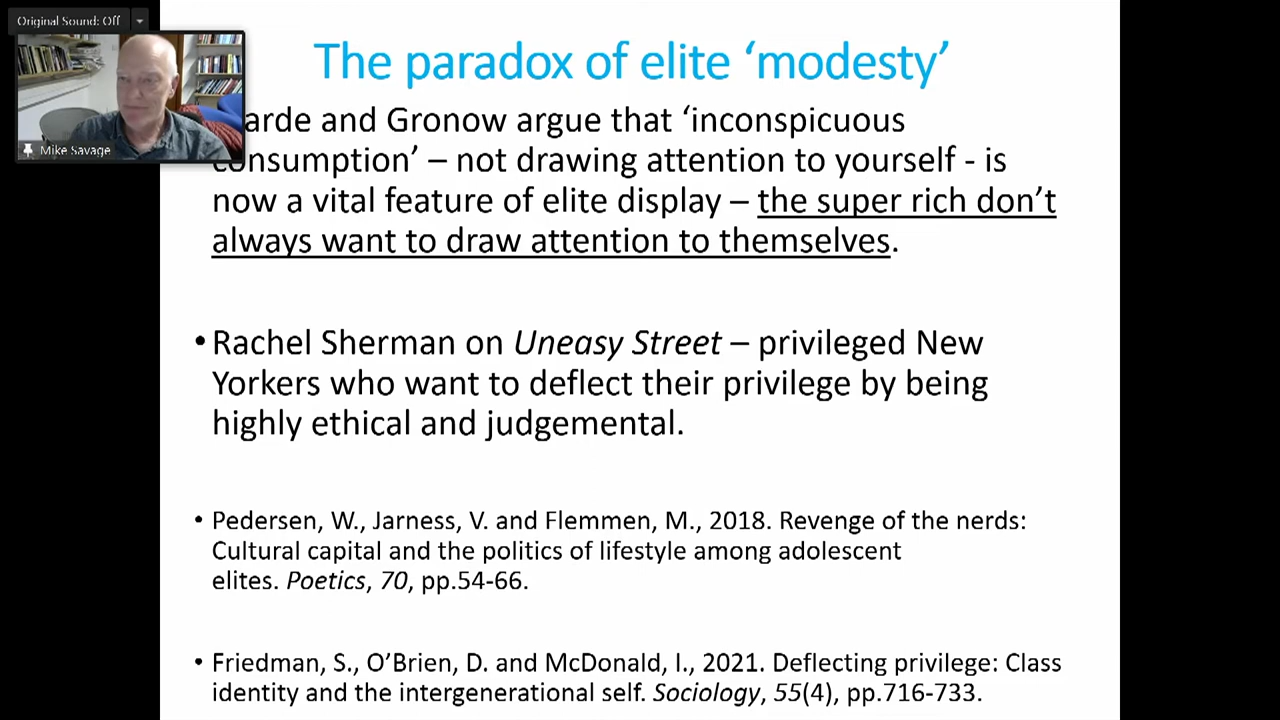 Original Sound: Off
The paradox of elite ‘modesty’
Mike Savage
arde and Gronow argue that ‘inconspicuous
consumption’ – not drawing attention to yourself - is
now a vital feature of elite display – the super rich don’t
always want to draw attention to themselves.
• Rachel Sherman on Uneasy Street – privileged New
Yorkers who want to deflect their privilege by being
highly ethical and judgemental.
• Pedersen, W., Jarness, V. and Flemmen, M., 2018. Revenge of the nerds:
Cultural capital and the politics of lifestyle among adolescent
elites. Poetics, 70, pp.54-66.
• Friedman, S., O’Brien, D. and McDonald, I., 2021. Deflecting privilege: Class
identity and the intergenerational self. Sociology, 55(4), pp.716-733.